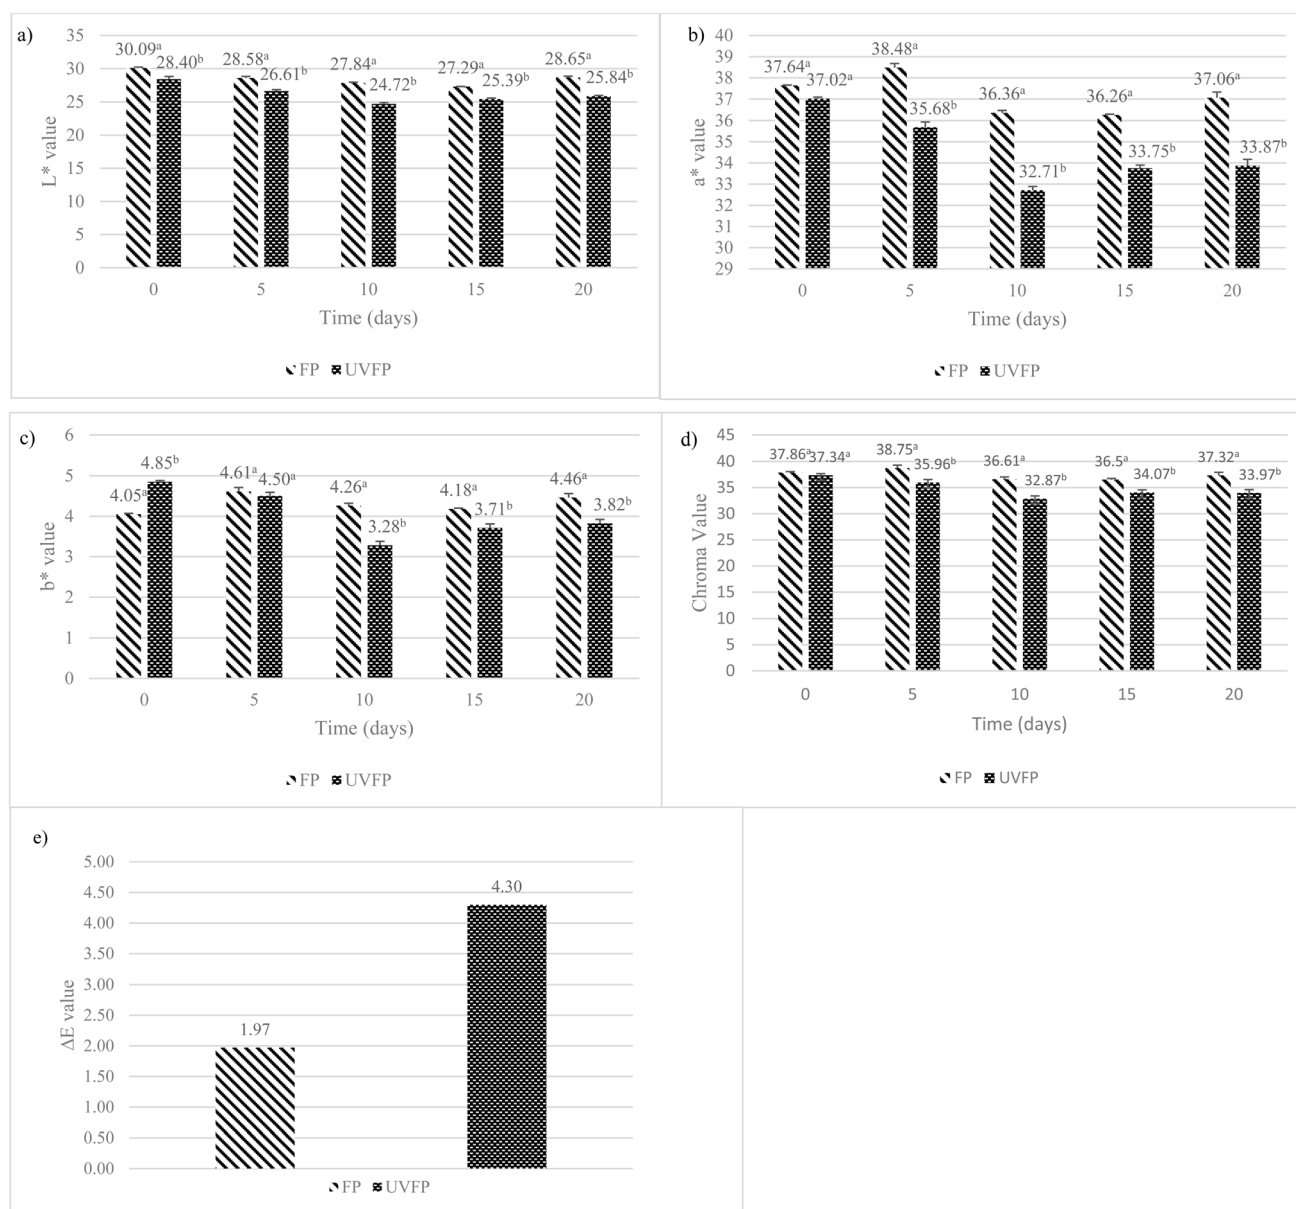 a)
35
30
25
20
15
10
5
0
L* value
30.09ᵃ
28.40ᵇ
28.58ᵃ
26.61ᵇ
27.84ᵃ
24.72ᵇ
27.29ᵃ
25.39ᵇ
28.65ᵃ
25.84ᵇ
0 5 10 15 20
Time (days)
FP UVFP
b)
40
39
38
37
36
35
34
33
32
31
30
29
a* value
37.64ᵃ
37.02ᵃ
38.48ᵃ
35.68ᵇ
36.36ᵃ
32.71ᵇ
36.26ᵃ
33.75ᵇ
37.06ᵃ
33.87ᵇ
0 5 10 15 20
Time (days)
FP UVFP
c)
6
5
4
3
2
1
0
b* value
4.05ᵃ
4.85ᵇ
4.61ᵃ
4.50ᵃ
4.26ᵃ
3.28ᵇ
4.18ᵃ
3.71ᵇ
4.46ᵃ
3.82ᵇ
0 5 10 15 20
Time (days)
FP UVFP
d)
45
40
35
30
25
20
15
10
5
0
Chroma Value
37.86ᵃ
37.34ᵃ
38.75ᵃ
35.96ᵇ
36.61ᵃ
32.87ᵇ
36.5ᵃ
34.07ᵇ
37.32ᵃ
33.97ᵇ
0 5 10 15 20
Time (days)
FP UVFP
e)
5.00
4.50
4.00
3.50
3.00
2.50
2.00
1.50
1.00
0.50
0.00
ΔE value
1.97
4.30
FP UVFP